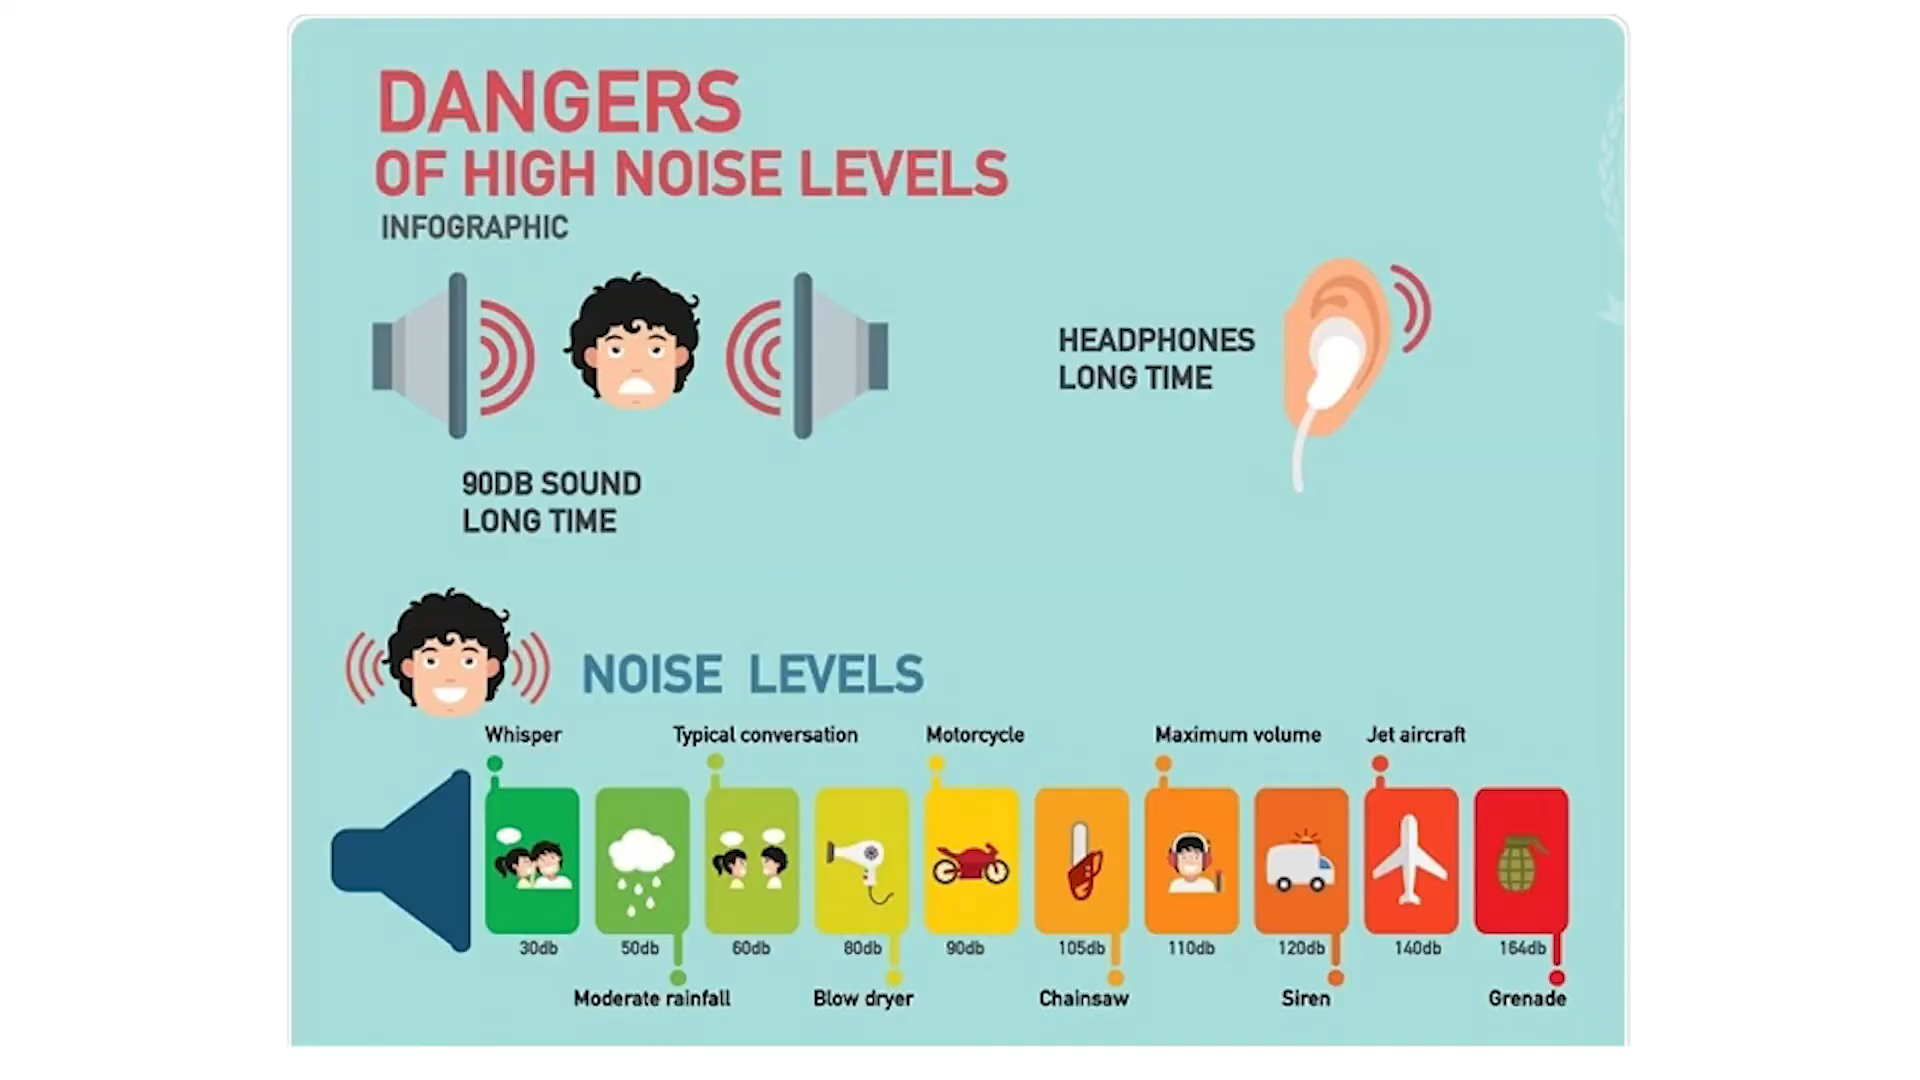 DANGERS
OF HIGH NOISE LEVELS
INFOGRAPHIC
HEADPHONES
LONG TIME
90DB SOUND
LONG TIME
NOISE LEVELS
Whisper Typical conversation Motorcycle Maximum volume Jet aircraft
30db 50db 60db 80db 90db 105db 110db 120db 140db 164db
Moderate rainfall Blow dryer Chainsaw Siren Grenade